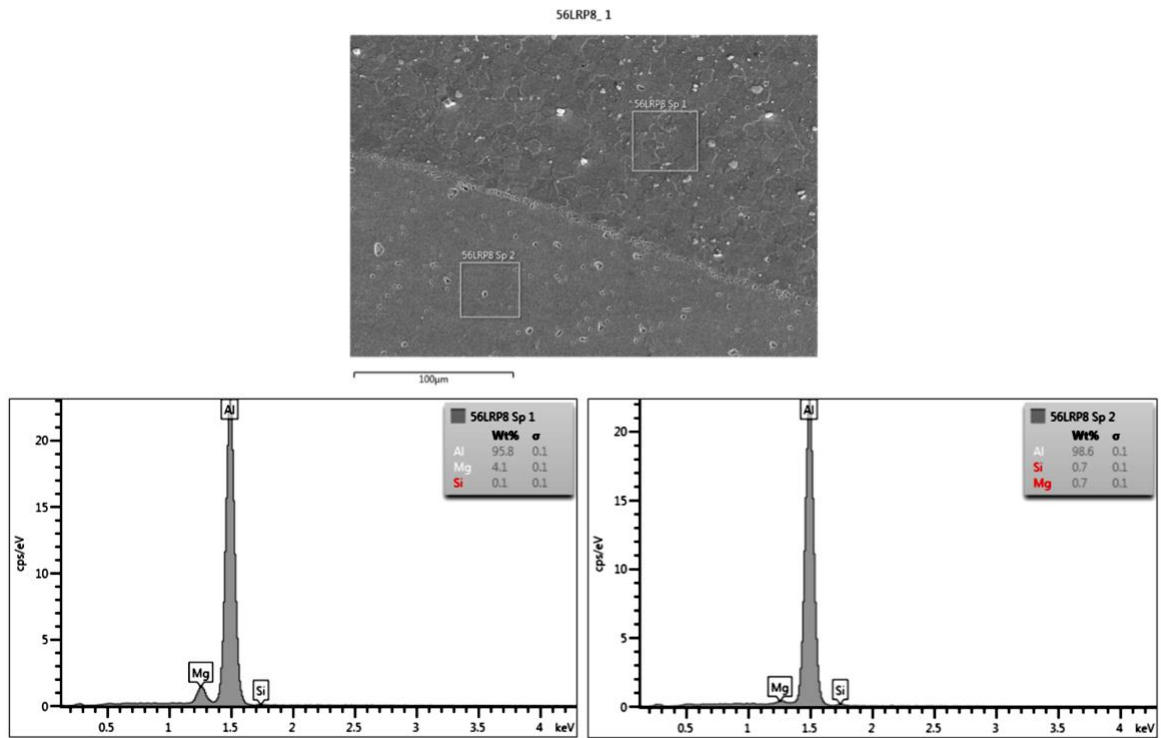 56LRP8_ 1
56LRP8 Sp 1
56LRP8 Sp 2
100µm
56LRP8 Sp 1
Wt% σ
Al 95.8 0.1
Mg 4.1 0.1
Si 0.1 0.1
Al
Mg
Si
20
15
10
5
0
cps/eV
0.5 1 1.5 2 2.5 3 3.5 4 keV
56LRP8 Sp 2
Wt% σ
Al 98.6 0.1
Si 0.7 0.1
Mg 0.7 0.1
Al
Mg
Si
20
15
10
5
0
cps/eV
0.5 1 1.5 2 2.5 3 3.5 4 keV